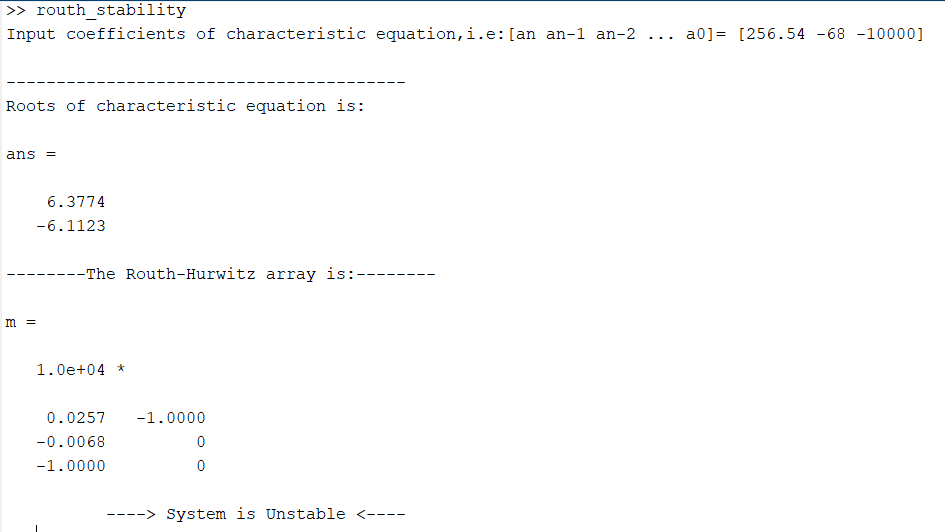 >> routh_stability
Input coefficients of characteristic equation,i.e:[an an-1 an-2 ... a0]= [256.54 -68 -10000]
----------------------------------------
Roots of characteristic equation is:
ans =
6.3774
-6.1123
--------The Routh-Hurwitz array is:--------
m =
1.0e+04 *
0.0257 -1.0000
-0.0068 0
-1.0000 0
----> System is Unstable <----